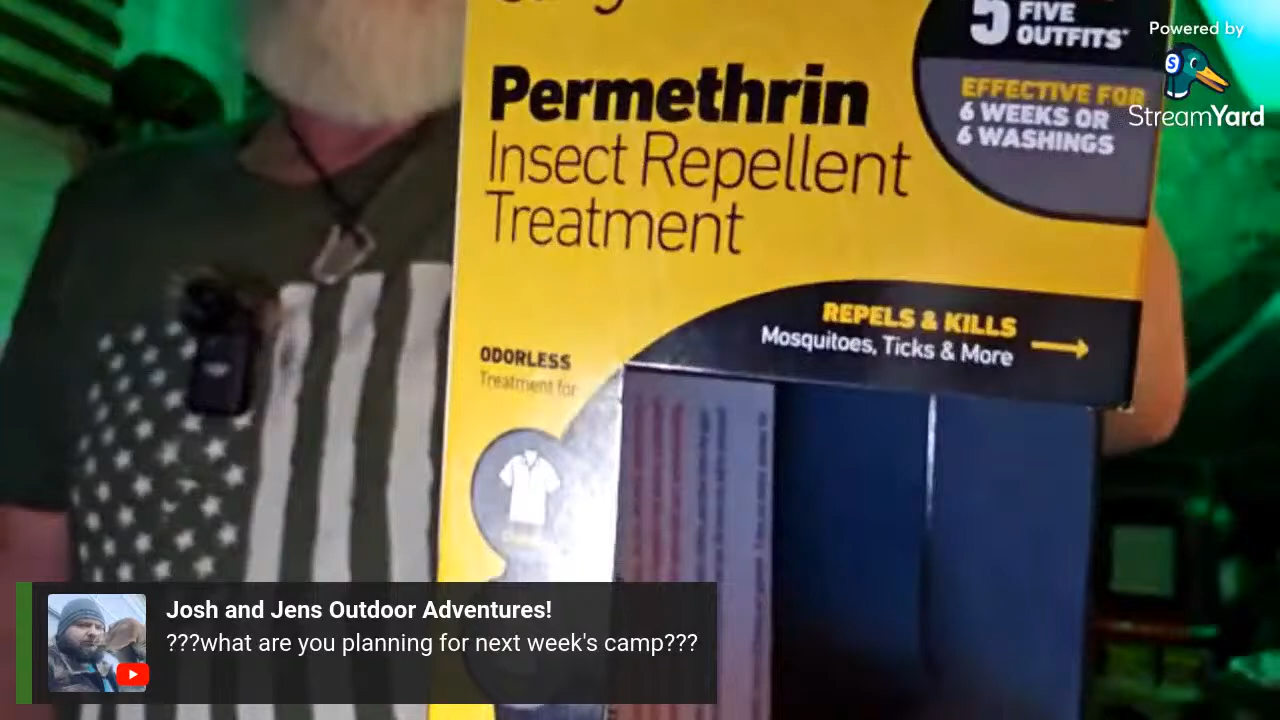 5 FIVE
OUTFITS*
EFFECTIVE FOR
6 WEEKS OR
6 WASHINGS
Powered by
StreamYard
Permethrin
Insect Repellent
Treatment
REPELS & KILLS
Mosquitoes, Ticks & More
ODORLESS
Treatment for
Josh and Jens Outdoor Adventures!
???what are you planning for next week's camp???